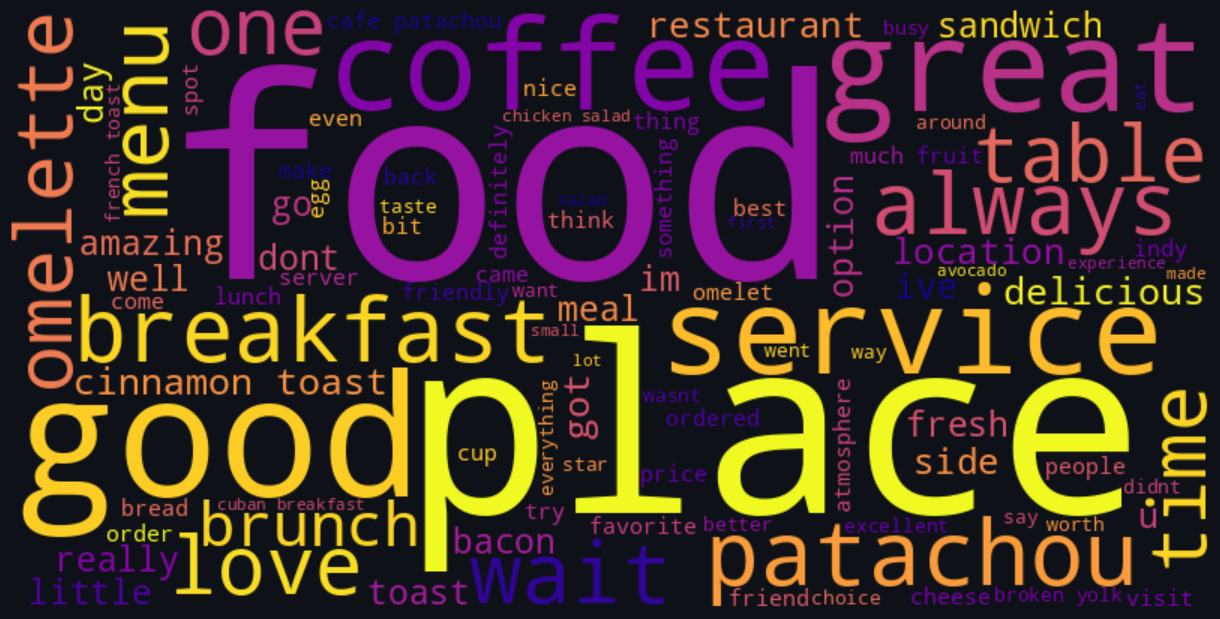 cafe patachou
one
coffee
restaurant
busy
sandwich
great
omelette
day
menu
spot
french toast
food
nice
even
chicken salad
thing
eat
around
table
make
egg
go
back
taste
bit
definitely
salad
think
something
best
first
much
fruit
always
option
amazing
well
come
dont
server
lunch
came
friendly
want
im
omelet
meal
location
indy
experience
avocado
made
ive
delicious
breakfast
small
service
went
way
lot
cinnamon toast
good
place
cup
everything
star
got
wasnt
ordered
price
atmosphere
fresh
side
people
didnt
time
bread
cuban breakfast
order
brunch
try
favorite
better
excellent
say
worth
u
really
love
little
bacon
toast
wait
patachou
friend
choice
cheese
broken yolk
visit